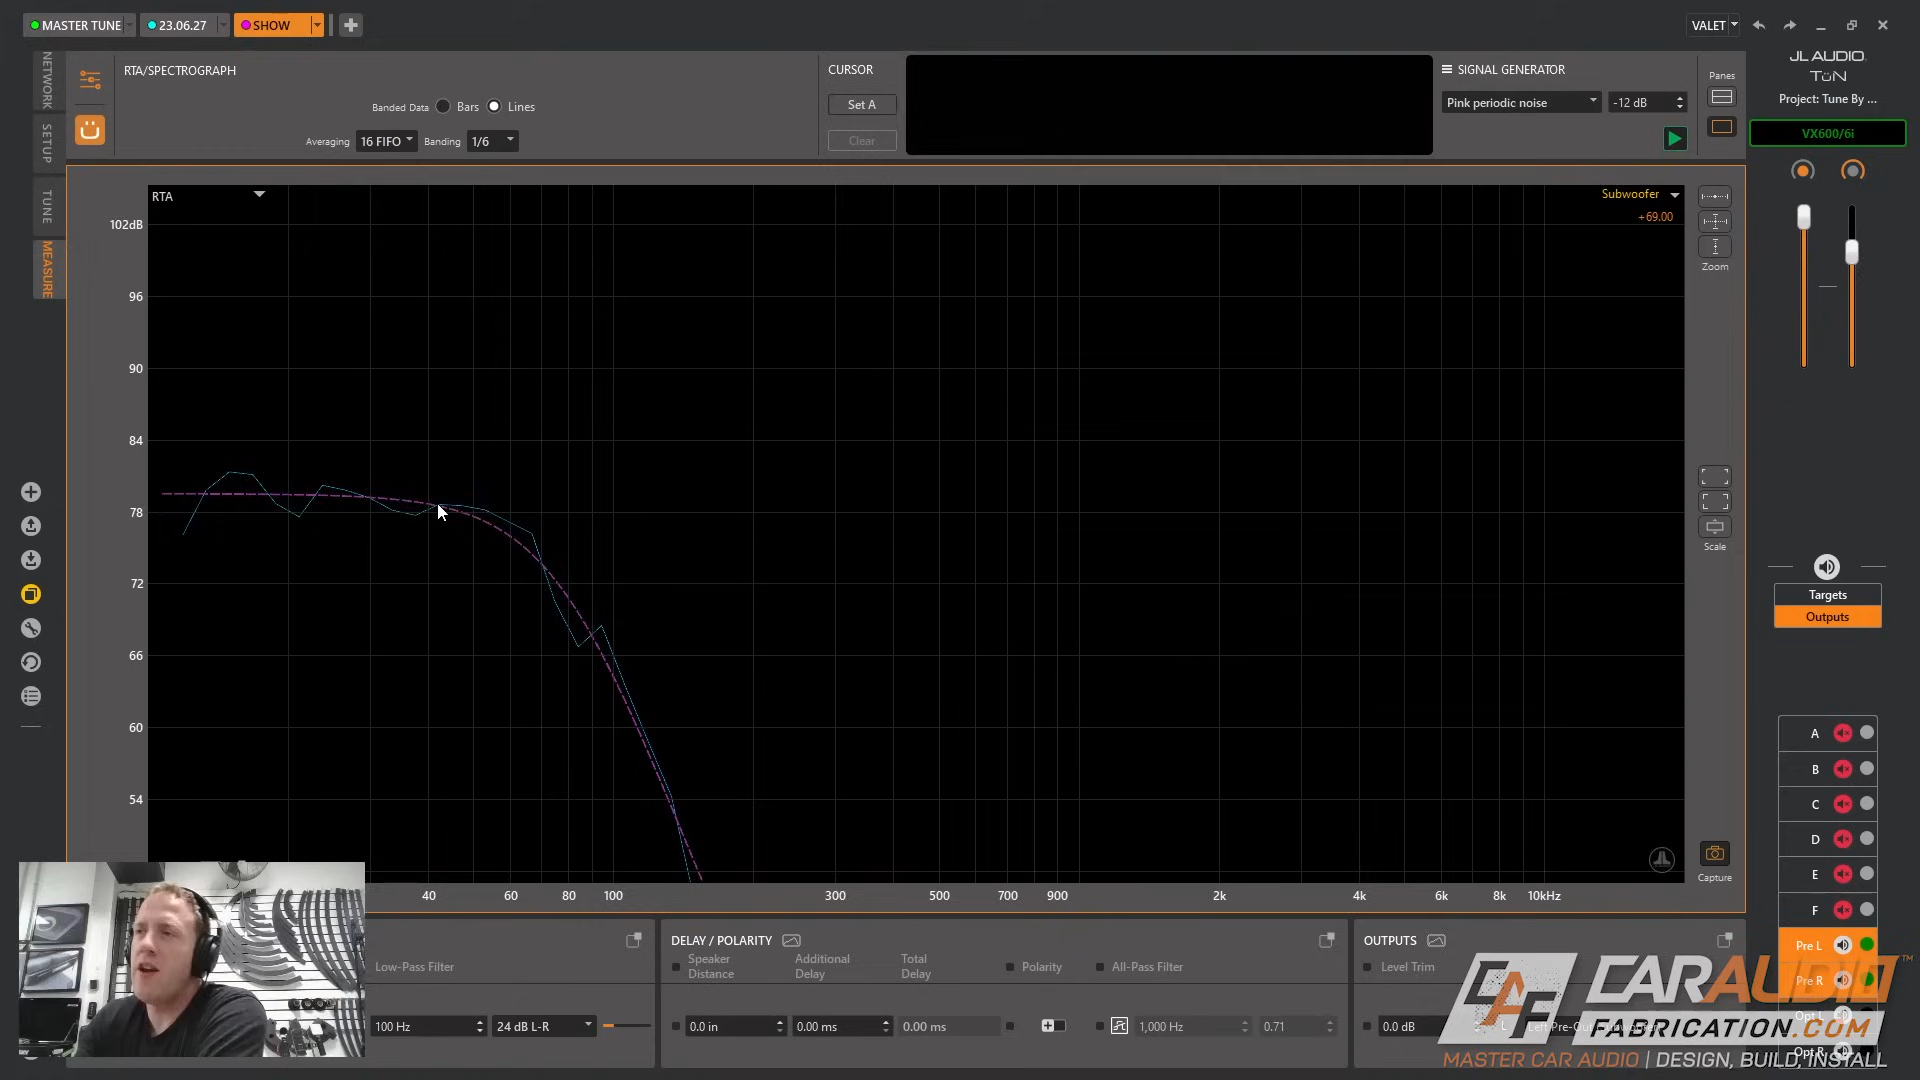 MASTER TUNE
23.06.27
SHOW
VALET
NETWORK
SETUP
TUNE
MEASURE
RTA/SPECTROGRAPH
Banded Data
Bars
Lines
Averaging
16 FIFO
Banding
1/6
CURSOR
Set A
Clear
SIGNAL GENERATOR
Pink periodic noise
-12 dB
Panes
JL AUDIO
TüN
Project: Tune By ...
VX600/6i
RTA
Subwoofer
+69.00
Zoom
Scale
Capture
102dB
96
90
84
78
72
66
60
54
40
60
80
100
300
500
700
900
2k
4k
6k
8k
10kHz
Targets
Outputs
A
B
C
D
E
F
Pre L
Pre R
Opt L
Opt R
Low-Pass Filter
100 Hz
24 dB L-R
DELAY / POLARITY
Speaker Distance
Additional Delay
Total Delay
Polarity
All-Pass Filter
0.0 in
0.00 ms
0.00 ms
1,000 Hz
0.71
OUTPUTS
Level Trim
0.0 dB
L
CAF
CARAUDIO™
FABRICATION.COM
MASTER CAR AUDIO | DESIGN, BUILD, INSTALL